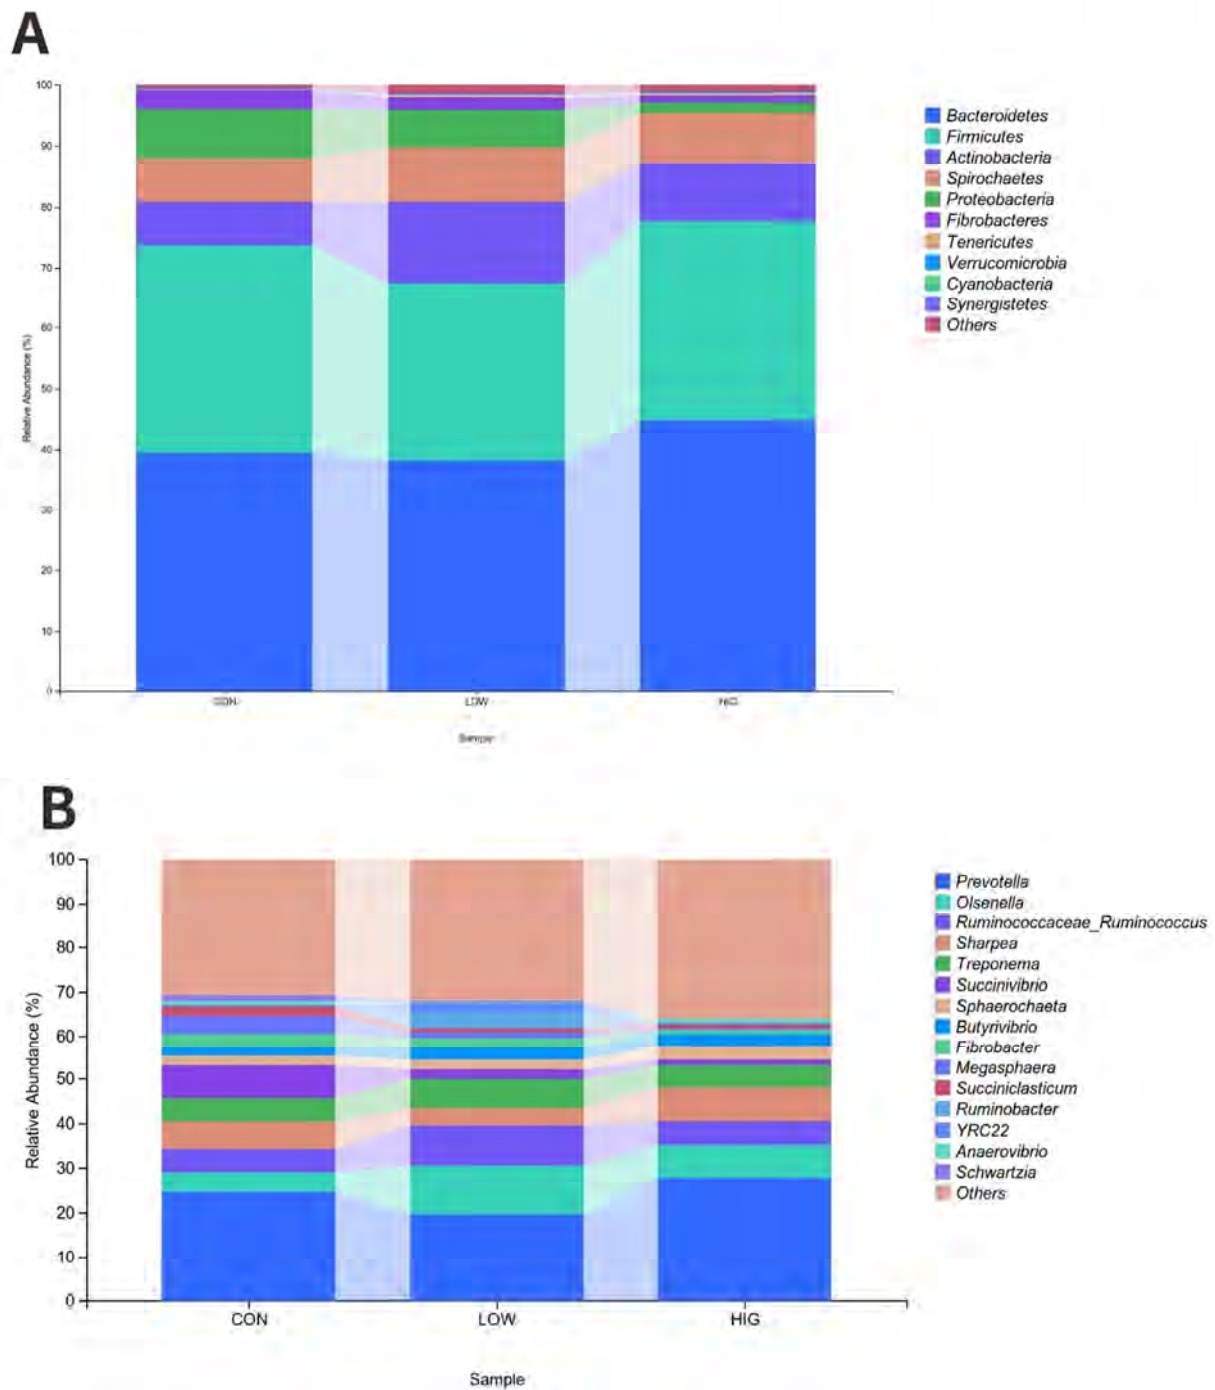 A
100
90
80
70
60
50
40
30
20
10
0
Relative Abundance (%)
CON
LOW
HIG
Sample
Bacteroidetes
Firmicutes
Actinobacteria
Spirochaetes
Proteobacteria
Fibrobacteres
Tenericutes
Verrucomicrobia
Cyanobacteria
Synergistetes
Others
B
100
90
80
70
60
50
40
30
20
10
0
Relative Abundance (%)
CON
LOW
HIG
Sample
Prevotella
Olsenella
Ruminococcaceae_Ruminococcus
Sharpea
Treponema
Succinivibrio
Sphaerochaeta
Butyrivibrio
Fibrobacter
Megasphaera
Succiniclasticum
Ruminobacter
YRC22
Anaerovibrio
Schwartzia
Others